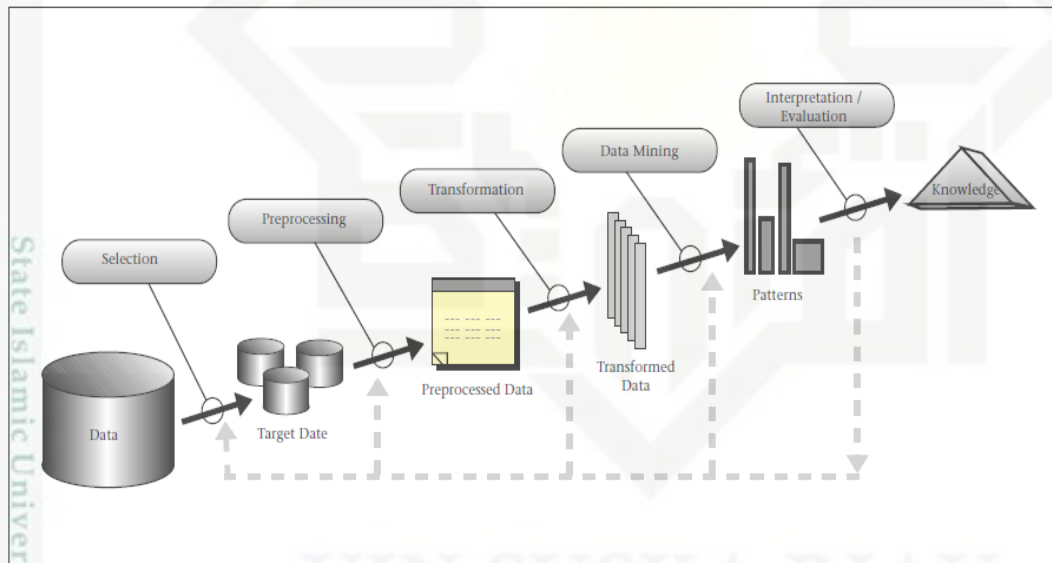 Interpretation /
Evaluation
Data Mining
Transformation
Knowledge
Preprocessing
Selection
Patterns
Transformed
Data
Preprocessed Data
Target Date
Data
State Islamic Univer